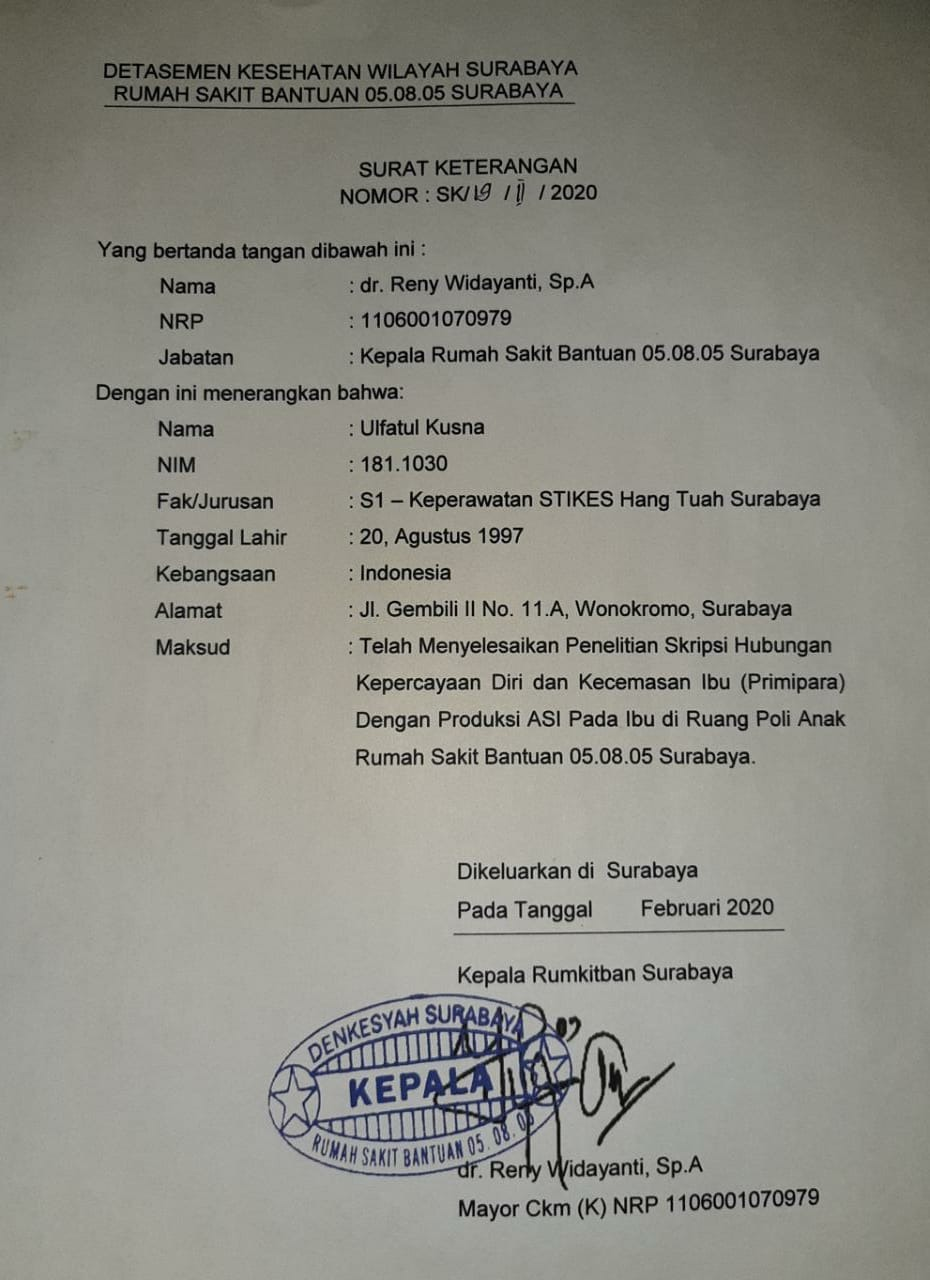 DETASEMEN KESEHATAN WILAYAH SURABAYA
RUMAH SAKIT BANTUAN 05.08.05 SURABAYA
SURAT KETERANGAN
NOMOR : SK/ 19 / II / 2020
Yang bertanda tangan dibawah ini :
Nama : dr. Reny Widayanti, Sp.A
NRP : 1106001070979
Jabatan : Kepala Rumah Sakit Bantuan 05.08.05 Surabaya
Dengan ini menerangkan bahwa:
Nama : Ulfatul Kusna
NIM : 181.1030
Fak/Jurusan : S1 – Keperawatan STIKES Hang Tuah Surabaya
Tanggal Lahir : 20, Agustus 1997
Kebangsaan : Indonesia
Alamat : Jl. Gembili II No. 11.A, Wonokromo, Surabaya
Maksud : Telah Menyelesaikan Penelitian Skripsi Hubungan
Kepercayaan Diri dan Kecemasan Ibu (Primipara)
Dengan Produksi ASI Pada Ibu di Ruang Poli Anak
Rumah Sakit Bantuan 05.08.05 Surabaya.
Dikeluarkan di Surabaya
Pada Tanggal Februari 2020
Kepala Rumkitban Surabaya
DENKESYAH SURABAYA
KEPALA
RUMAH SAKIT BANTUAN 05. 08. 05
dr. Reny Widayanti, Sp.A
Mayor Ckm (K) NRP 1106001070979